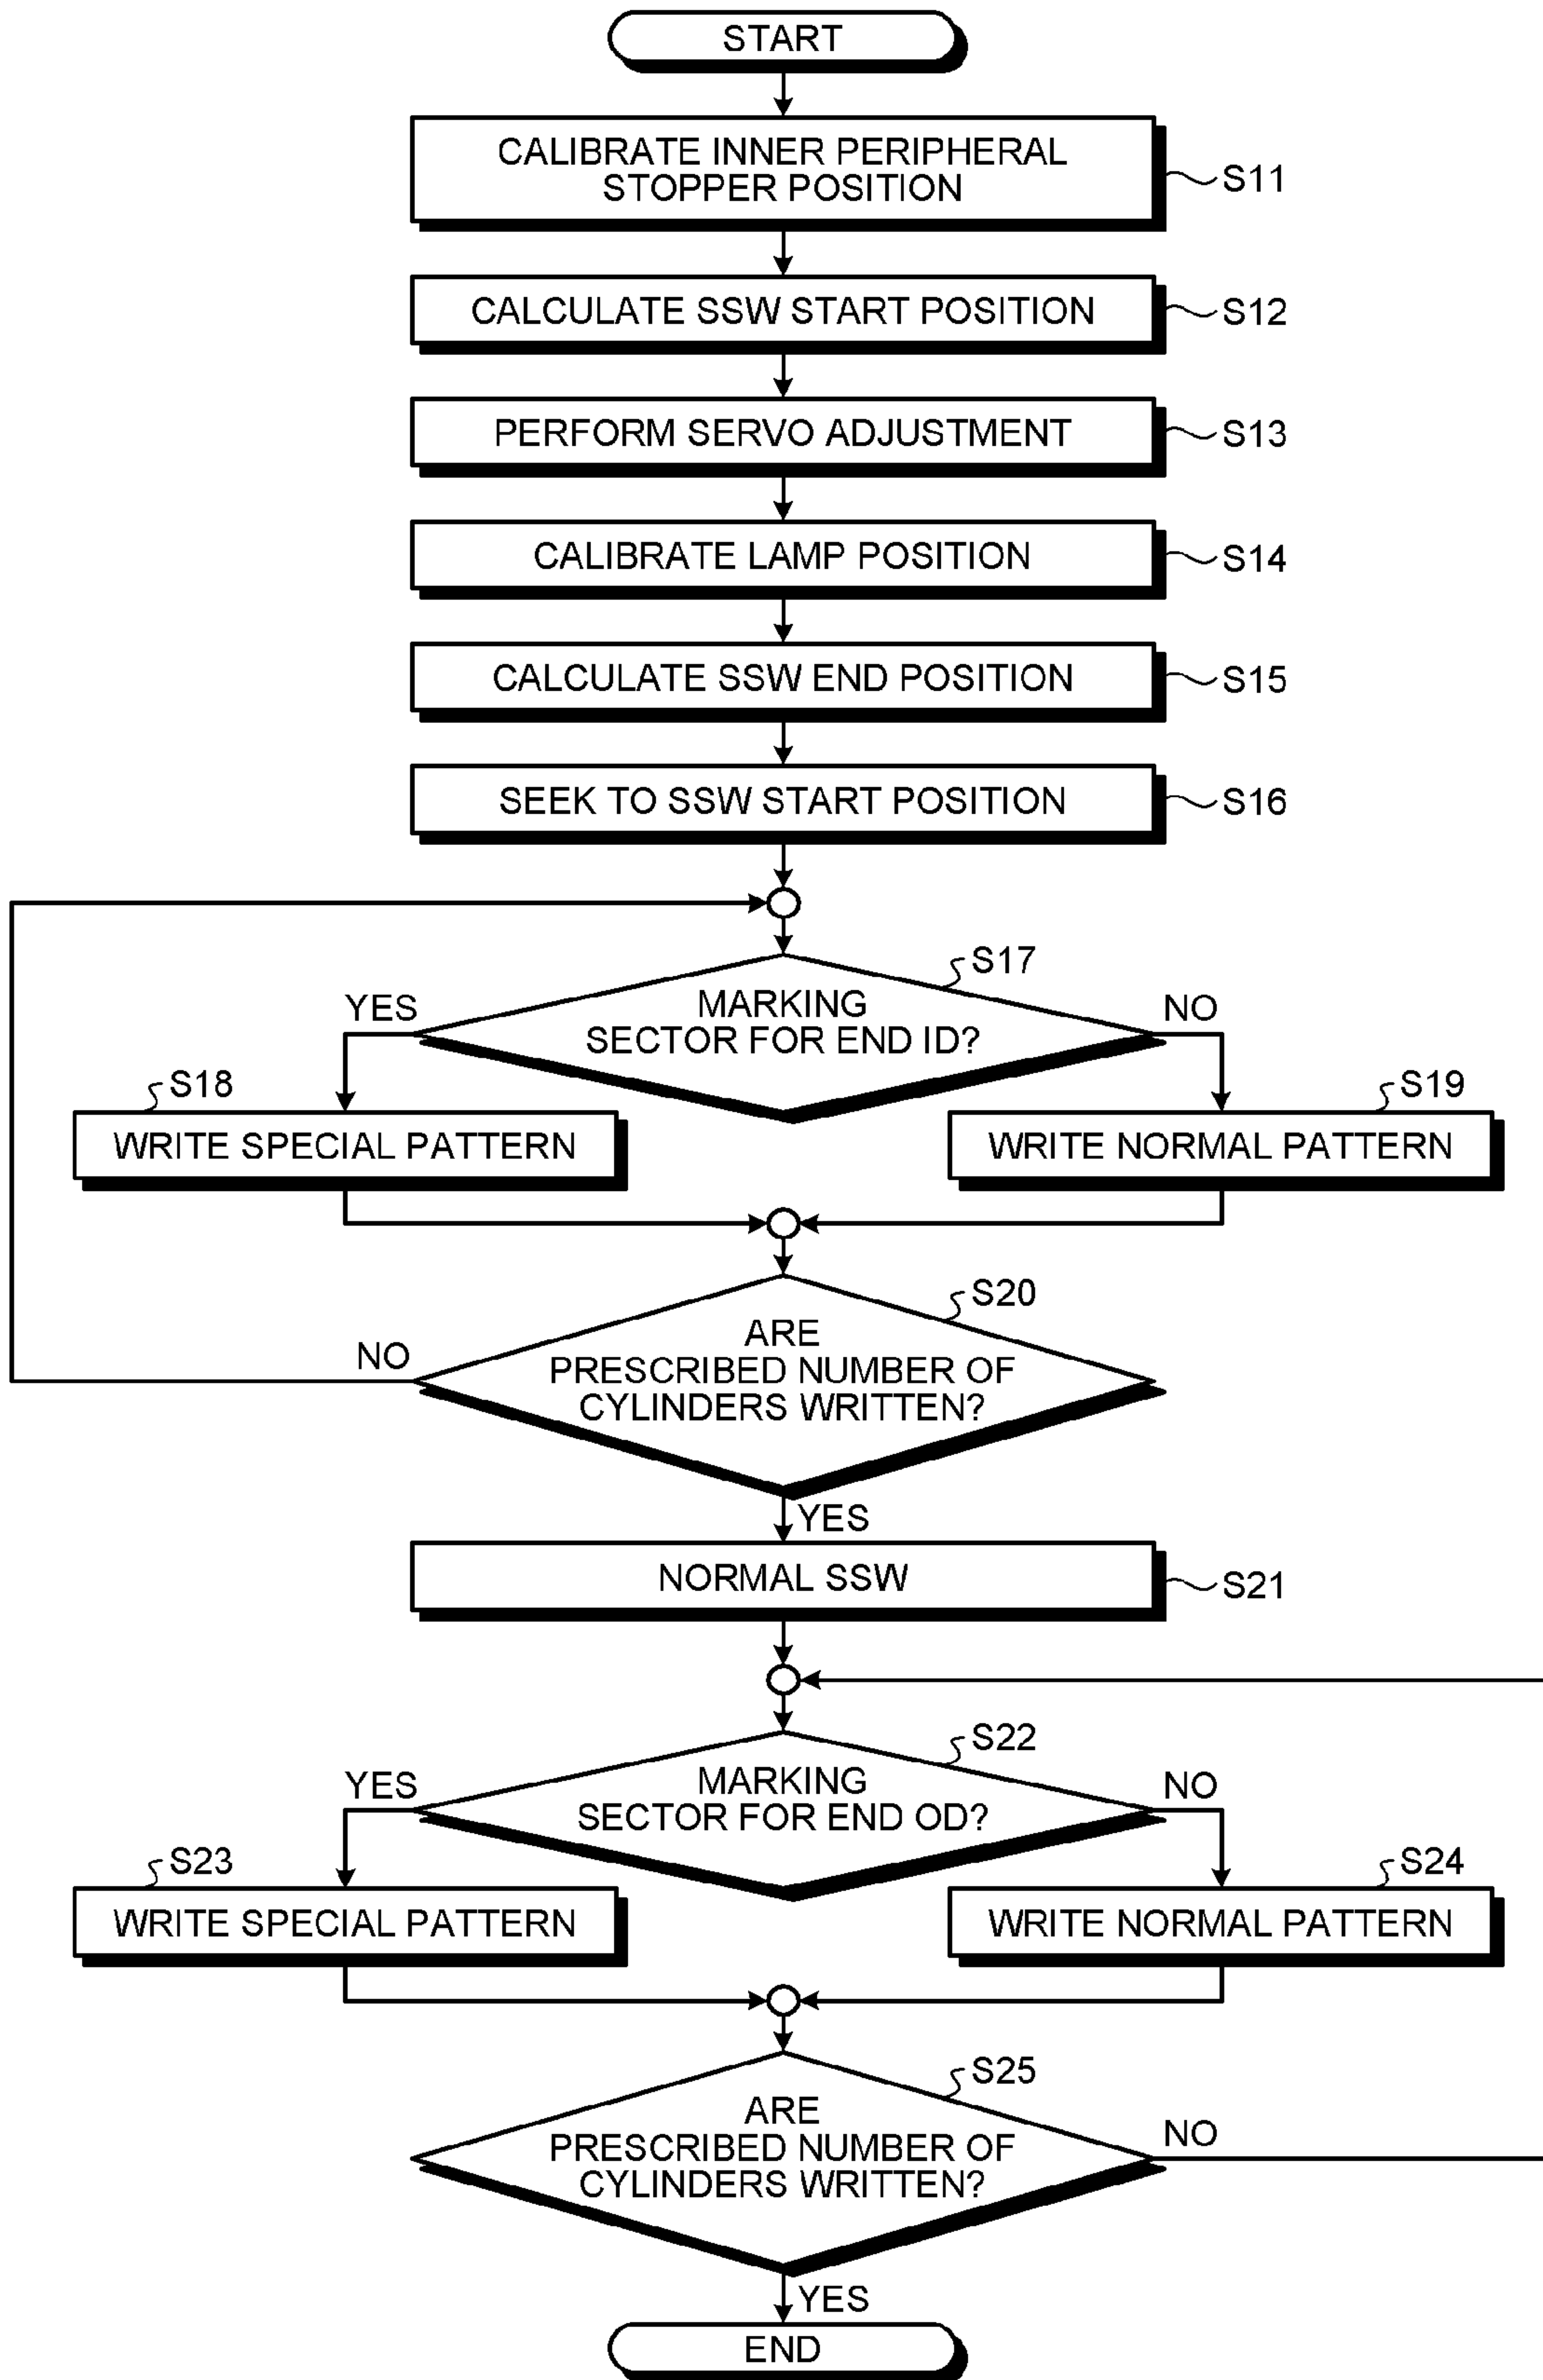 START
CALIBRATE INNER PERIPHERAL
STOPPER POSITION
S11
CALCULATE SSW START POSITION
S12
PERFORM SERVO ADJUSTMENT
S13
CALIBRATE LAMP POSITION
S14
CALCULATE SSW END POSITION
S15
SEEK TO SSW START POSITION
S16
S17
YES
MARKING
NO
SECTOR FOR END ID?
S18
S19
WRITE SPECIAL PATTERN
WRITE NORMAL PATTERN
S20
ARE
NO
PRESCRIBED NUMBER OF
CYLINDERS WRITTEN?
YES
NORMAL SSW
S21
S22
YES
MARKING
NO
SECTOR FOR END OD?
S23
S24
WRITE SPECIAL PATTERN
WRITE NORMAL PATTERN
S25
ARE
NO
PRESCRIBED NUMBER OF
CYLINDERS WRITTEN?
YES
END